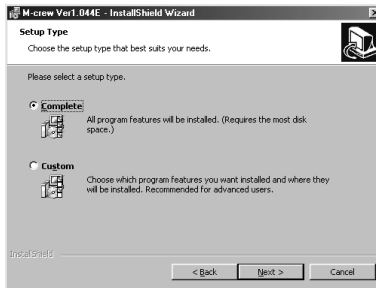 M-crew Ver1.044E - InstallShield Wizard
Setup Type
Choose the setup type that best suits your needs.
Please select a setup type.
Complete
All program features will be installed. (Requires the most disk
space.)
Custom
Choose which program features you want installed and where they
will be installed. Recommended for advanced users.
InstallShield
< Back
Next >
Cancel